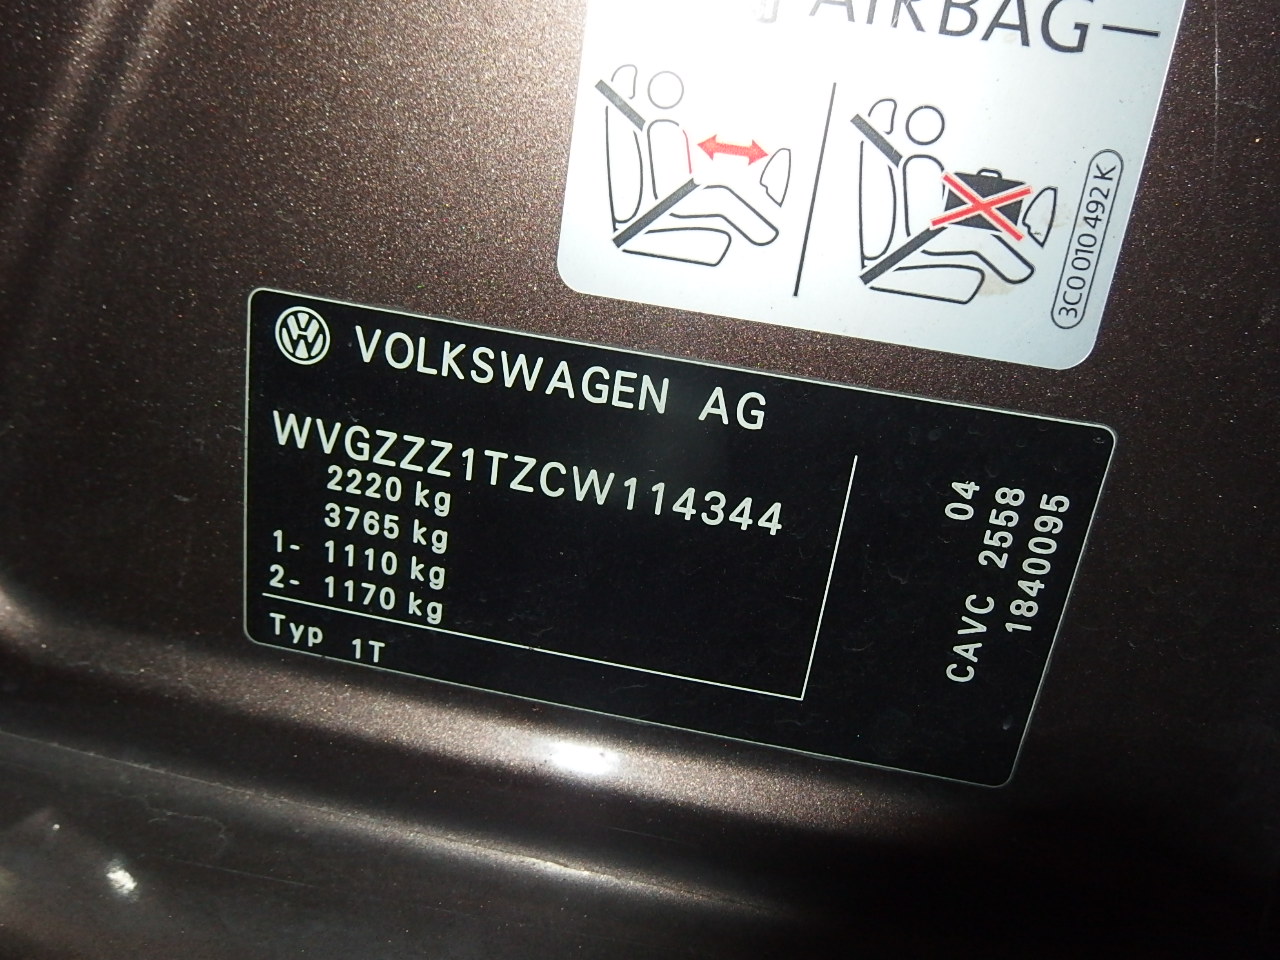 AIRBAG
3C0 010 492 K
VOLKSWAGEN AG
WVGZZZ1TZCW114344
2220 kg
3765 kg
1- 1110 kg
2- 1170 kg
Typ 1T
04
CAVC 2558
1840095